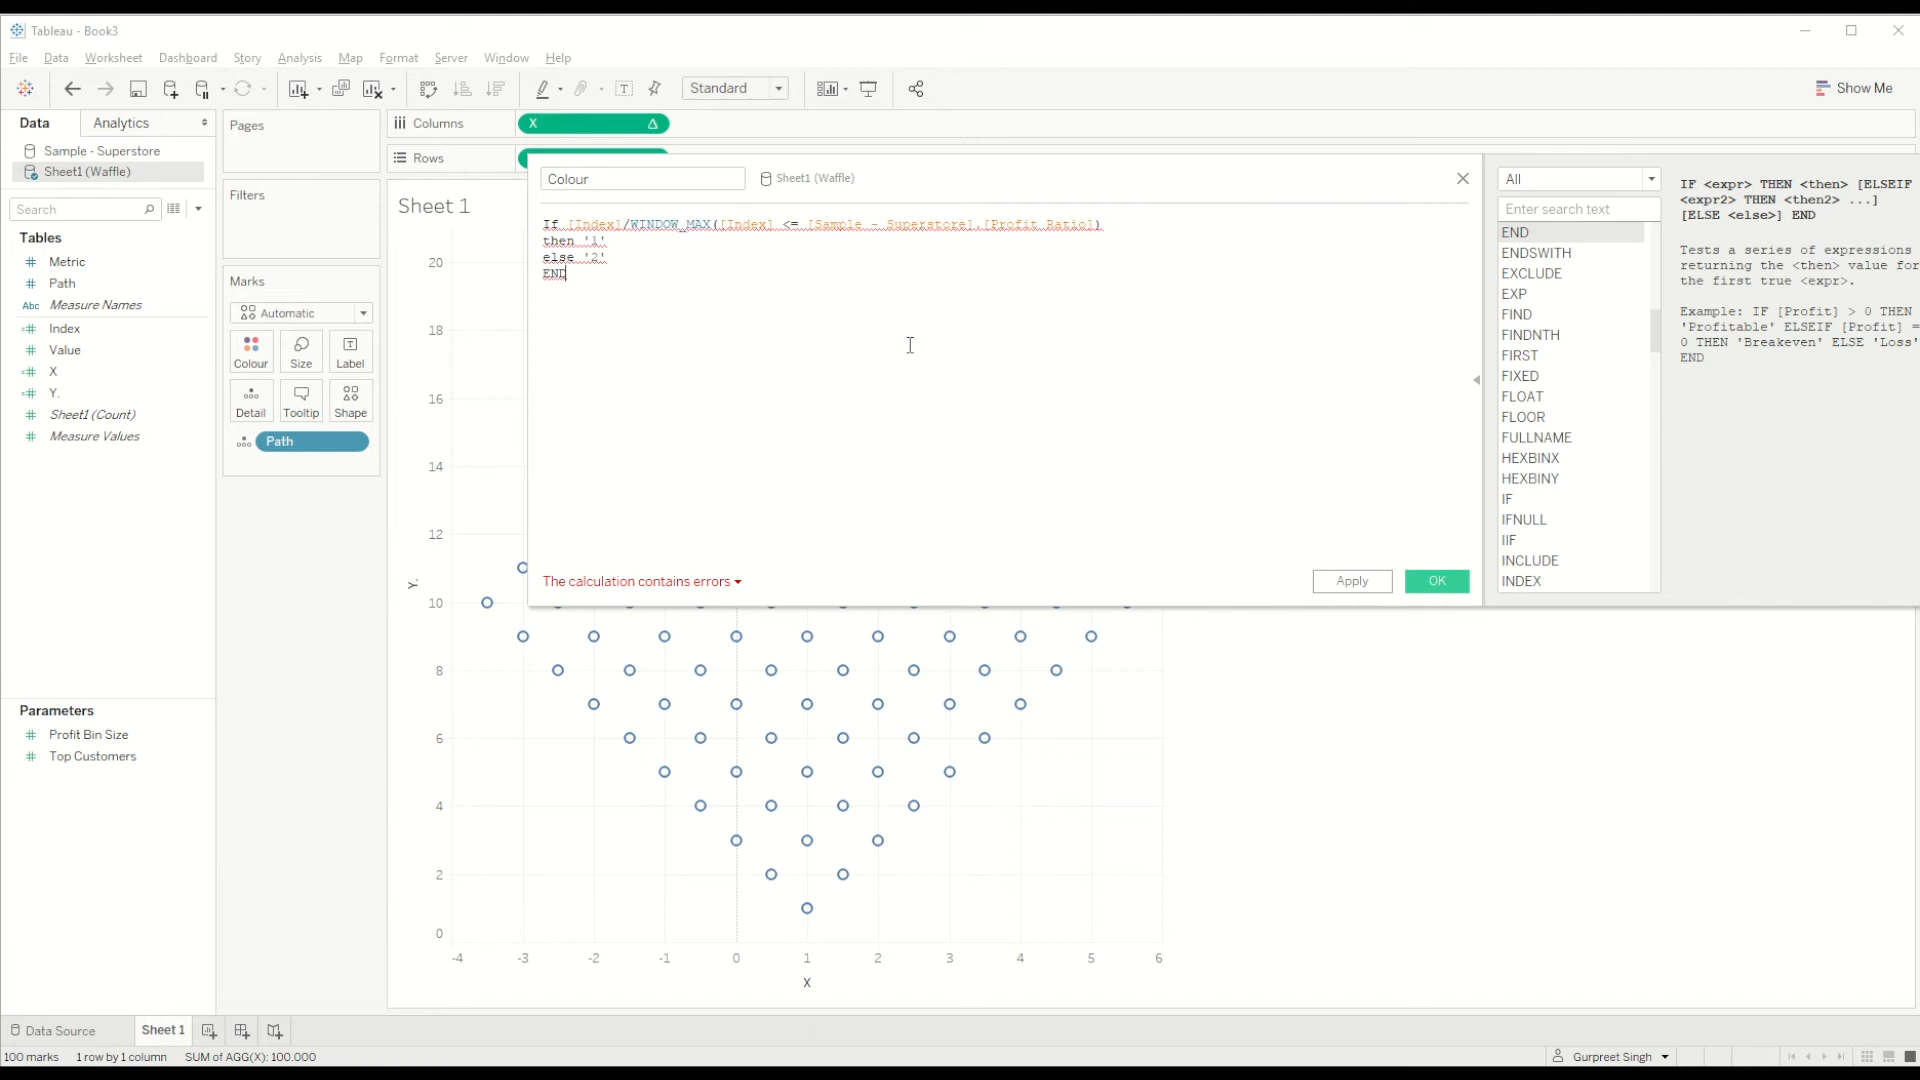 Tableau - Book3
File Data Worksheet Dashboard Story Analysis Map Format Server Window Help
Standard
Show Me
Data Analytics
Sample - Superstore
Sheet1 (Waffle)
Search
Tables
Metric
Path
Abc Measure Names
Index
Value
X
Y.
Sheet1 (Count)
Measure Values
Parameters
Profit Bin Size
Top Customers
Pages
Filters
Marks
Automatic
Colour Size Label
Detail Tooltip Shape
Path
Columns X
Rows
Sheet 1
20
18
16
14
12
10
8
6
4
2
0
Y.
-4 -3 -2 -1 0 1 2 3 4 5 6
X
Colour Sheet1 (Waffle)
If [Index]/WINDOW_MAX([Index] <= [Sample - Superstore].[Profit Ratio])
then '1'
else '2'
END
The calculation contains errors
Apply OK
All
Enter search text
END
ENDSWITH
EXCLUDE
EXP
FIND
FINDNTH
FIRST
FIXED
FLOAT
FLOOR
FULLNAME
HEXBINX
HEXBINY
IF
IFNULL
IIF
INCLUDE
INDEX
IF <expr> THEN <then> [ELSEIF
<expr2> THEN <then2> ...]
[ELSE <else>] END
Tests a series of expressions
returning the <then> value for
the first true <expr>.
Example: IF [Profit] > 0 THEN
'Profitable' ELSEIF [Profit] =
0 THEN 'Breakeven' ELSE 'Loss'
END
Data Source Sheet 1
100 marks 1 row by 1 column SUM of AGG(X): 100.000
Gurpreet Singh